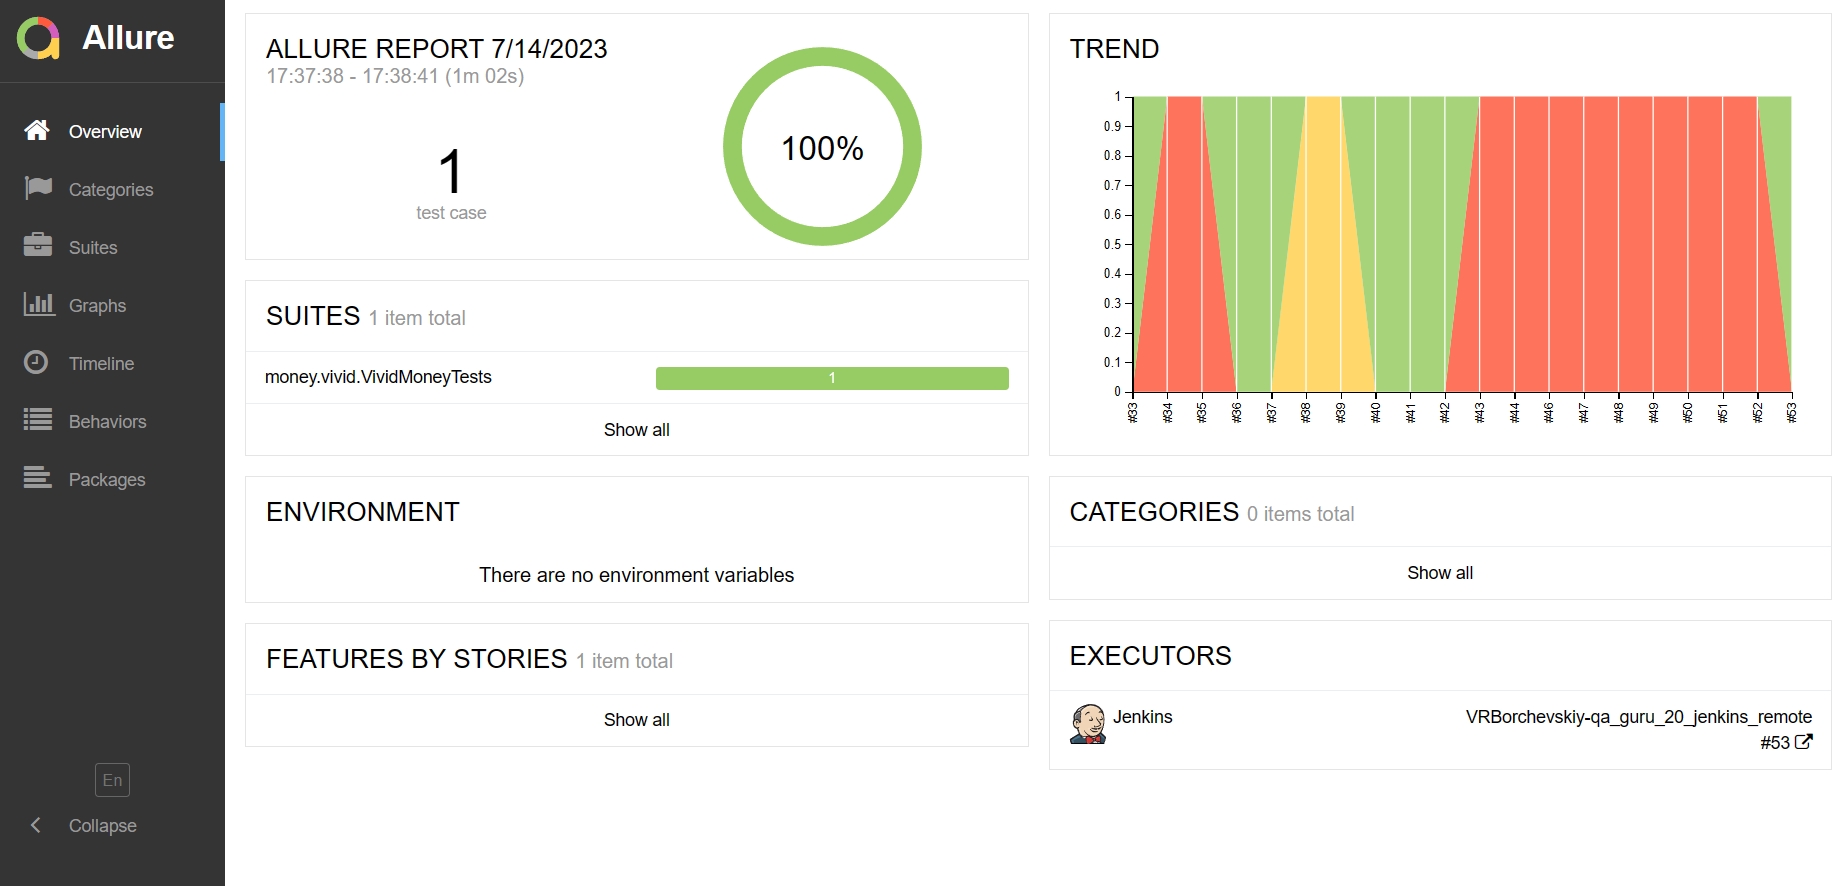 Allure
Overview
Categories
Suites
Graphs
Timeline
Behaviors
Packages
En
Collapse
ALLURE REPORT 7/14/2023
17:37:38 - 17:38:41 (1m 02s)
1
test case
100%
SUITES 1 item total
money.vivid.VividMoneyTests 1
Show all
ENVIRONMENT
There are no environment variables
FEATURES BY STORIES 1 item total
Show all
TREND
1
0.9
0.8
0.7
0.6
0.5
0.4
0.3
0.2
0.1
0
#33 #34 #35 #36 #37 #38 #39 #40 #41 #42 #43 #44 #46 #47 #48 #49 #50 #51 #52 #53
CATEGORIES 0 items total
Show all
EXECUTORS
Jenkins VRBorchevskiy-qa_guru_20_jenkins_remote
#53